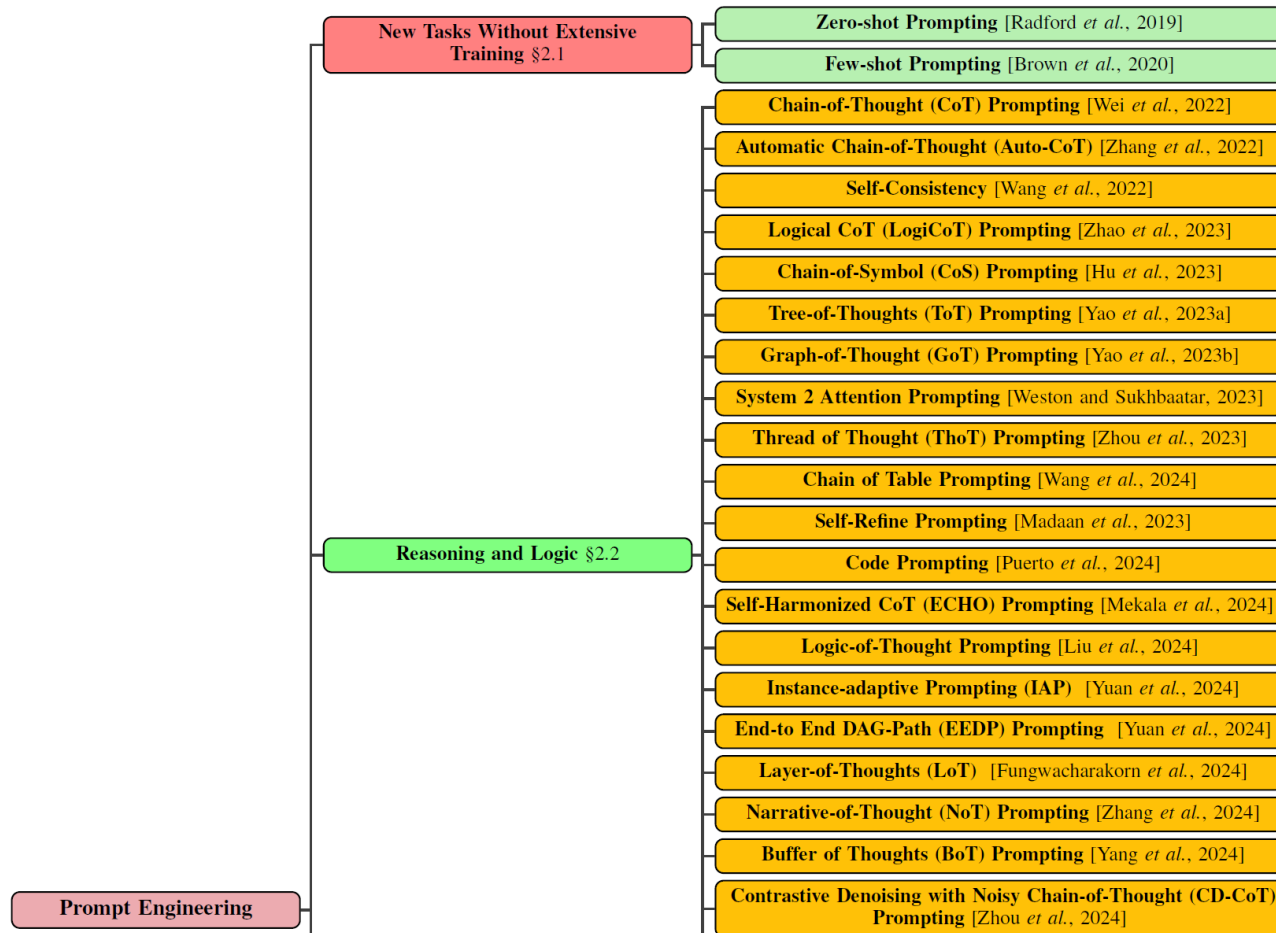 New Tasks Without Extensive
Training §2.1
Zero-shot Prompting [Radford et al., 2019]
Few-shot Prompting [Brown et al., 2020]
Chain-of-Thought (CoT) Prompting [Wei et al., 2022]
Automatic Chain-of-Thought (Auto-CoT) [Zhang et al., 2022]
Self-Consistency [Wang et al., 2022]
Logical CoT (LogiCoT) Prompting [Zhao et al., 2023]
Chain-of-Symbol (CoS) Prompting [Hu et al., 2023]
Tree-of-Thoughts (ToT) Prompting [Yao et al., 2023a]
Graph-of-Thought (GoT) Prompting [Yao et al., 2023b]
System 2 Attention Prompting [Weston and Sukhbaatar, 2023]
Thread of Thought (ThoT) Prompting [Zhou et al., 2023]
Chain of Table Prompting [Wang et al., 2024]
Self-Refine Prompting [Madaan et al., 2023]
Reasoning and Logic §2.2
Code Prompting [Puerto et al., 2024]
Self-Harmonized CoT (ECHO) Prompting [Mekala et al., 2024]
Logic-of-Thought Prompting [Liu et al., 2024]
Instance-adaptive Prompting (IAP) [Yuan et al., 2024]
End-to End DAG-Path (EEDP) Prompting [Yuan et al., 2024]
Layer-of-Thoughts (LoT) [Fungwacharakorn et al., 2024]
Narrative-of-Thought (NoT) Prompting [Zhang et al., 2024]
Buffer of Thoughts (BoT) Prompting [Yang et al., 2024]
Contrastive Denoising with Noisy Chain-of-Thought (CD-CoT)
Prompting [Zhou et al., 2024]
Prompt Engineering